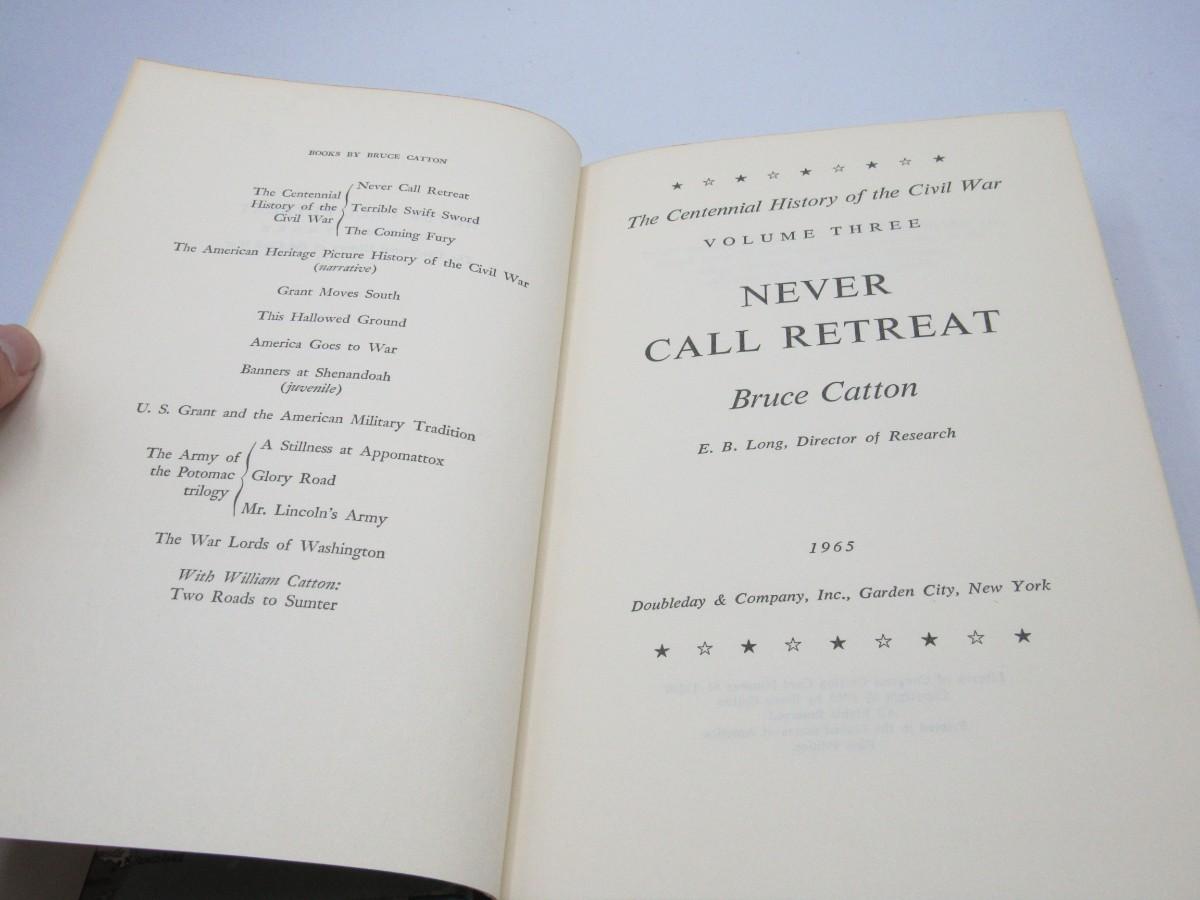 BOOKS BY BRUCE CATTON
The Centennial
History of the
Civil War
Never Call Retreat
Terrible Swift Sword
The Coming Fury
The American Heritage Picture History of the Civil War
(narrative)
Grant Moves South
This Hallowed Ground
America Goes to War
Banners at Shenandoah
(juvenile)
U. S. Grant and the American Military Tradition
The Army of
the Potomac
trilogy
A Stillness at Appomattox
Glory Road
Mr. Lincoln's Army
The War Lords of Washington
With William Catton:
Two Roads to Sumter
The Centennial History of the Civil War
VOLUME THREE
NEVER
CALL RETREAT
Bruce Catton
E. B. Long, Director of Research
1965
Doubleday & Company, Inc., Garden City, New York